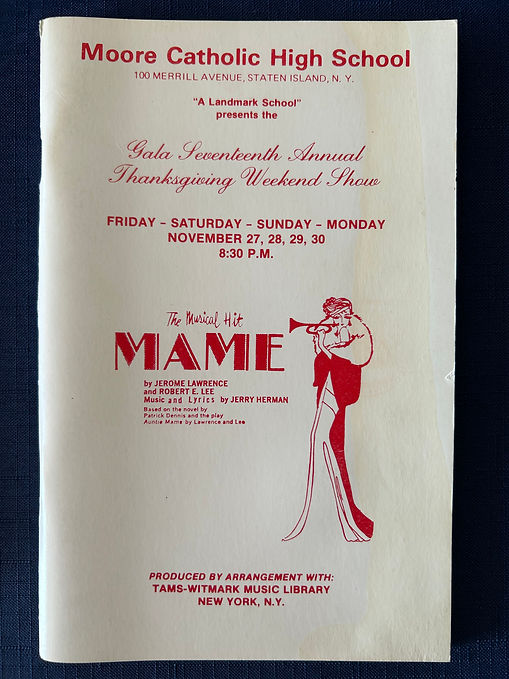 Moore Catholic High School
100 MERRILL AVENUE, STATEN ISLAND, N. Y.
"A Landmark School"
presents the
Gala Seventeenth Annual
Thanksgiving Weekend Show
FRIDAY – SATURDAY – SUNDAY – MONDAY
NOVEMBER 27, 28, 29, 30
8:30 P.M.
The Musical Hit
MAME
by JEROME LAWRENCE
and ROBERT E. LEE
Music and Lyrics by JERRY HERMAN
Based on the novel by
Patrick Dennis and the play
Auntie Mame by Lawrence and Lee
PRODUCED BY ARRANGEMENT WITH:
TAMS-WITMARK MUSIC LIBRARY
NEW YORK, N.Y.